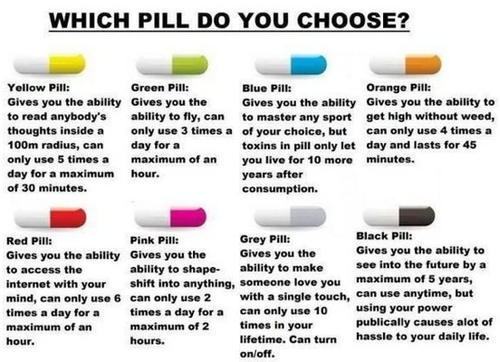 WHICH PILL DO YOU CHOOSE?
Yellow Pill:
Gives you the ability
to read anybody's
thoughts inside a
100m radius, can
only use 5 times a
day for a maximum
of 30 minutes.
Green Pill:
Gives you the
ability to fly, can
only use 3 times a
day for a
maximum of an
hour.
Blue Pill:
Gives you the ability
to master any sport
of your choice, but
toxins in pill only let
you live for 10 more
years after
consumption.
Orange Pill:
Gives you the ability to
get high without weed,
can only use 4 times a
day and lasts for 45
minutes.
Red Pill:
Gives you the ability
to access the
internet with your
mind, can only use 6
times a day for a
maximum of an
hour.
Pink Pill:
Gives you the
ability to shape-
shift into anything,
can only use 2
times a day for a
maximum of 2
hours.
Grey Pill:
Gives you the
ability to make
someone love you
with a single touch,
can only use 10
times in your
lifetime. Can turn
on/off.
Black Pill:
Gives you the ability to
see into the future by a
maximum of 5 years,
can use anytime, but
using your power
publically causes alot of
hassle to your daily life.